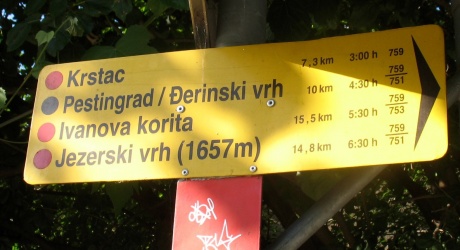 Krstac 7,3 km 3:00 h 759
Pestingrad / Đerinski vrh 10 km 4:30 h 759/751
Ivanova korita 15,5 km 5:30 h 759/753
Jezerski vrh (1657m) 14,8 km 6:30 h 759/751